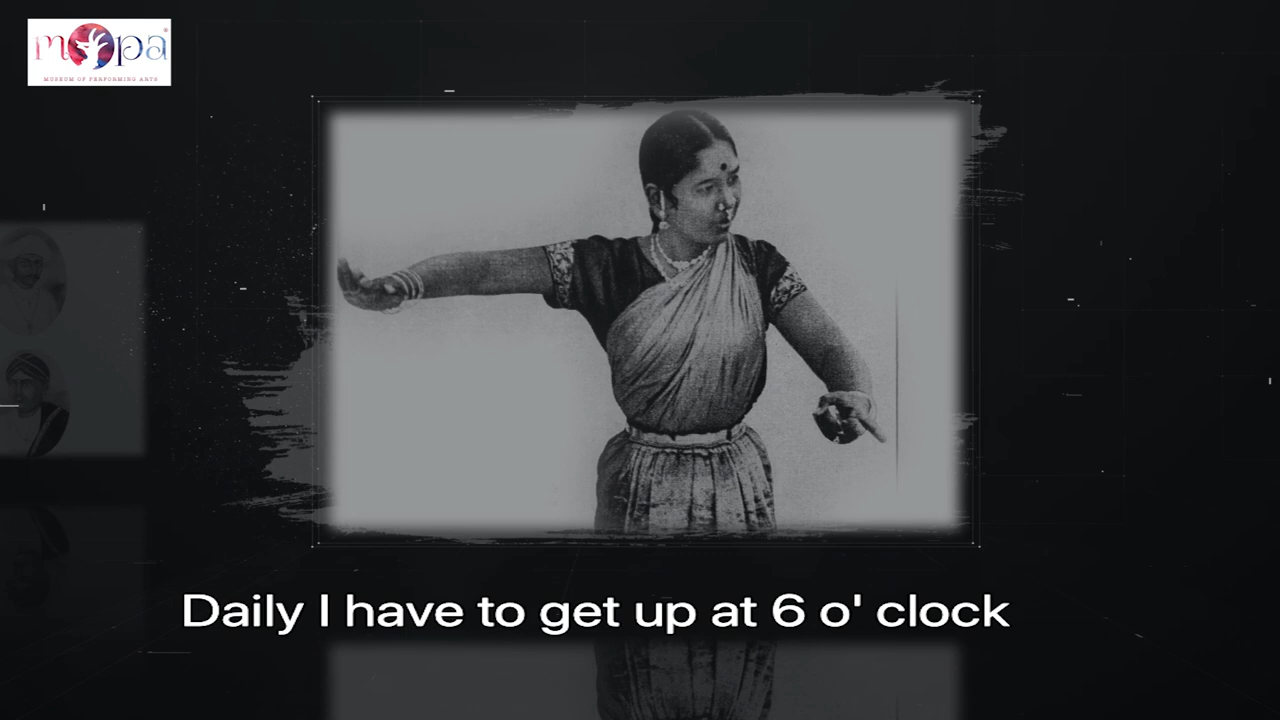 mopa
MUSEUM OF PERFORMING ARTS
Daily I have to get up at 6 o' clock